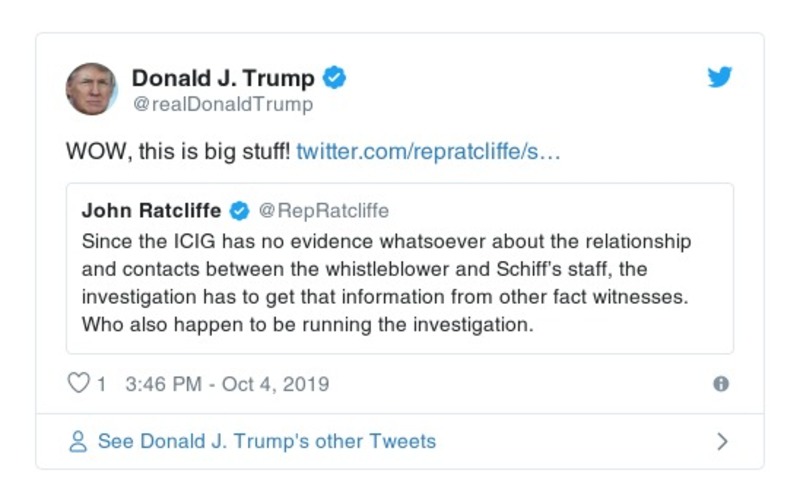 Donald J. Trump
@realDonaldTrump
WOW, this is big stuff! twitter.com/repratcliffe/s…
John Ratcliffe @RepRatcliffe
Since the ICIG has no evidence whatsoever about the relationship
and contacts between the whistleblower and Schiff's staff, the
investigation has to get that information from other fact witnesses.
Who also happen to be running the investigation.
1 3:46 PM - Oct 4, 2019
See Donald J. Trump's other Tweets